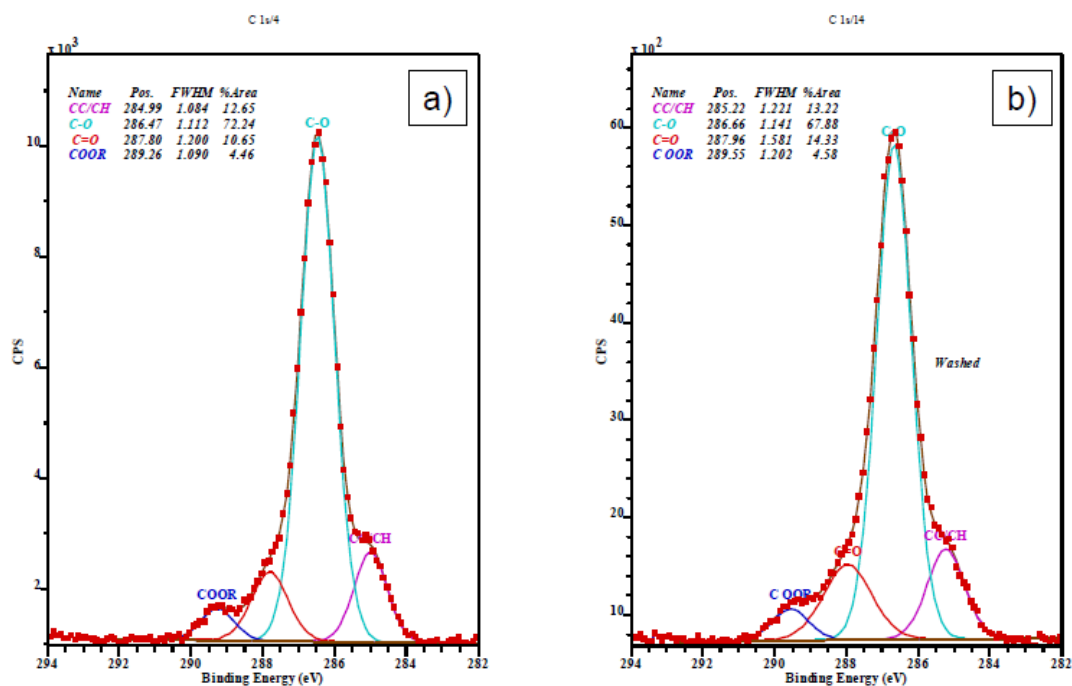 C 1s/4
x 10³
Name Pos. FWHM %Area
CC/CH 284.99 1.084 12.65
C-O 286.47 1.112 72.24
C=O 287.80 1.200 10.65
COOR 289.26 1.090 4.46
a)
C-O
10
8
6
4
2
CPS
COOR
294 292 290 288 286 284 282
Binding Energy (eV)
C 1s/14
x 10²
Name Pos. FWHM %Area
CC/CH 285.22 1.221 13.22
C-O 286.66 1.141 67.88
C=O 287.96 1.581 14.33
C OOR 289.55 1.202 4.58
b)
60
50
40
30
20
10
CPS
Washed
CC/CH
C=O
C OOR
294 292 290 288 286 284 282
Binding Energy (eV)